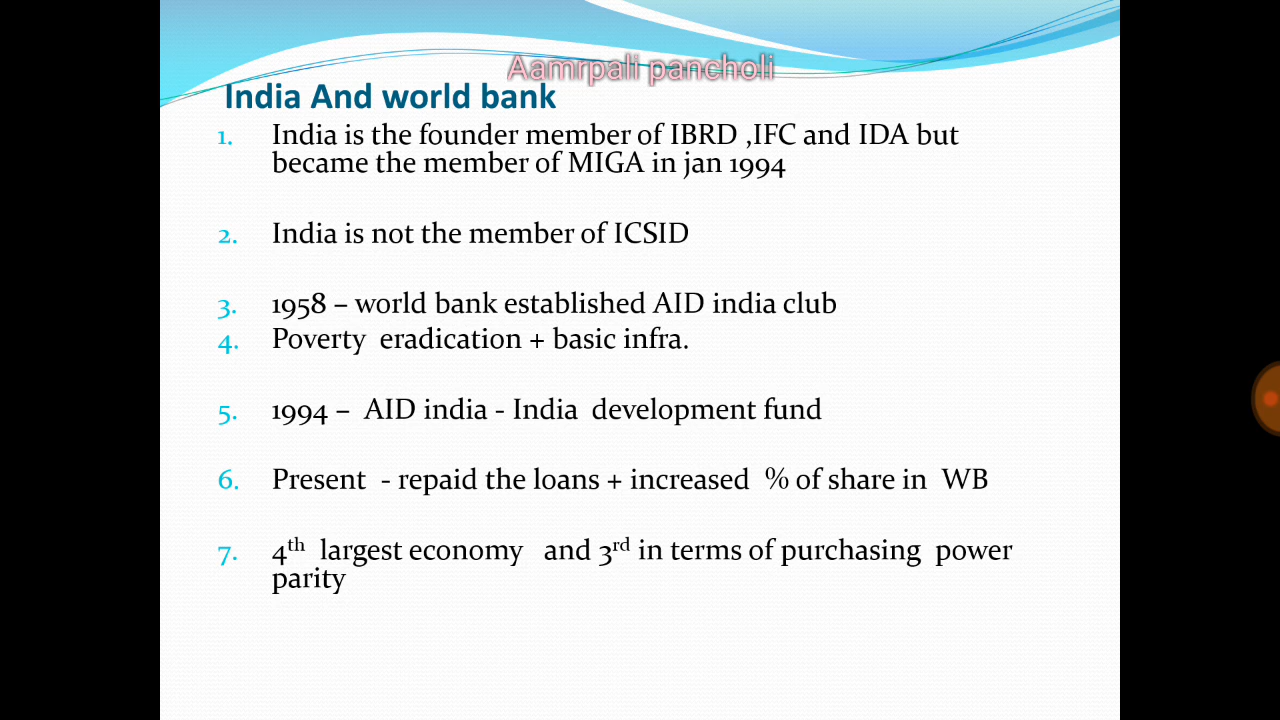 Aamrpali pancholi
India And world bank
1. India is the founder member of IBRD ,IFC and IDA but
became the member of MIGA in jan 1994
2. India is not the member of ICSID
3. 1958 – world bank established AID india club
4. Poverty eradication + basic infra.
5. 1994 – AID india - India development fund
6. Present - repaid the loans + increased % of share in WB
7. 4th largest economy and 3rd in terms of purchasing power
parity